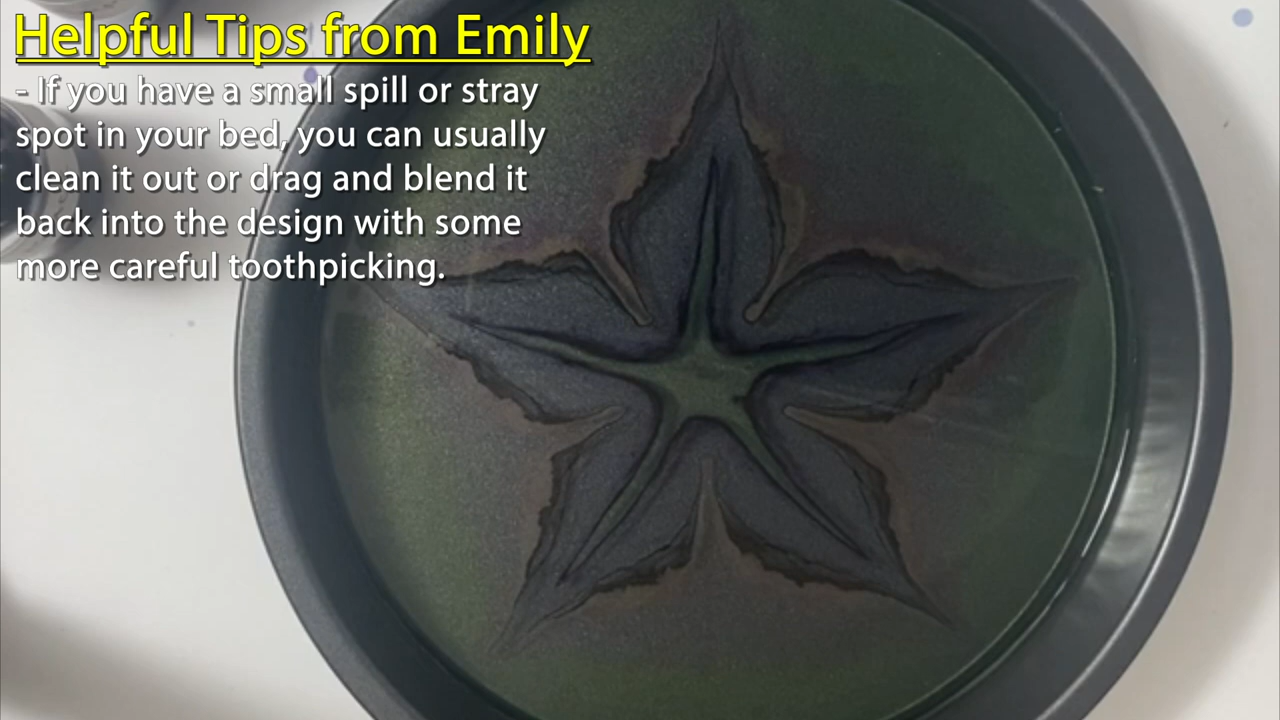 Helpful Tips from Emily
- If you have a small spill or stray
spot in your bed, you can usually
clean it out or drag and blend it
back into the design with some
more careful toothpicking.